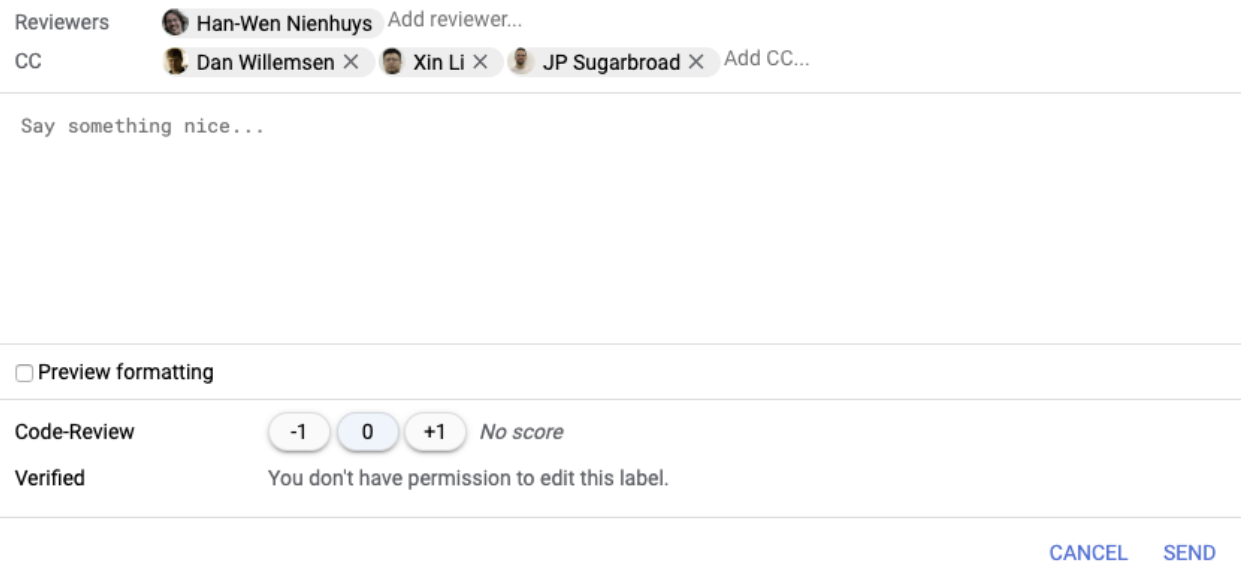 Reviewers Han-Wen Nienhuys Add reviewer...
CC Dan Willemsen Xin Li JP Sugarbroad Add CC...
Say something nice...
Preview formatting
Code-Review -1 0 +1 No score
Verified You don't have permission to edit this label.
CANCEL SEND